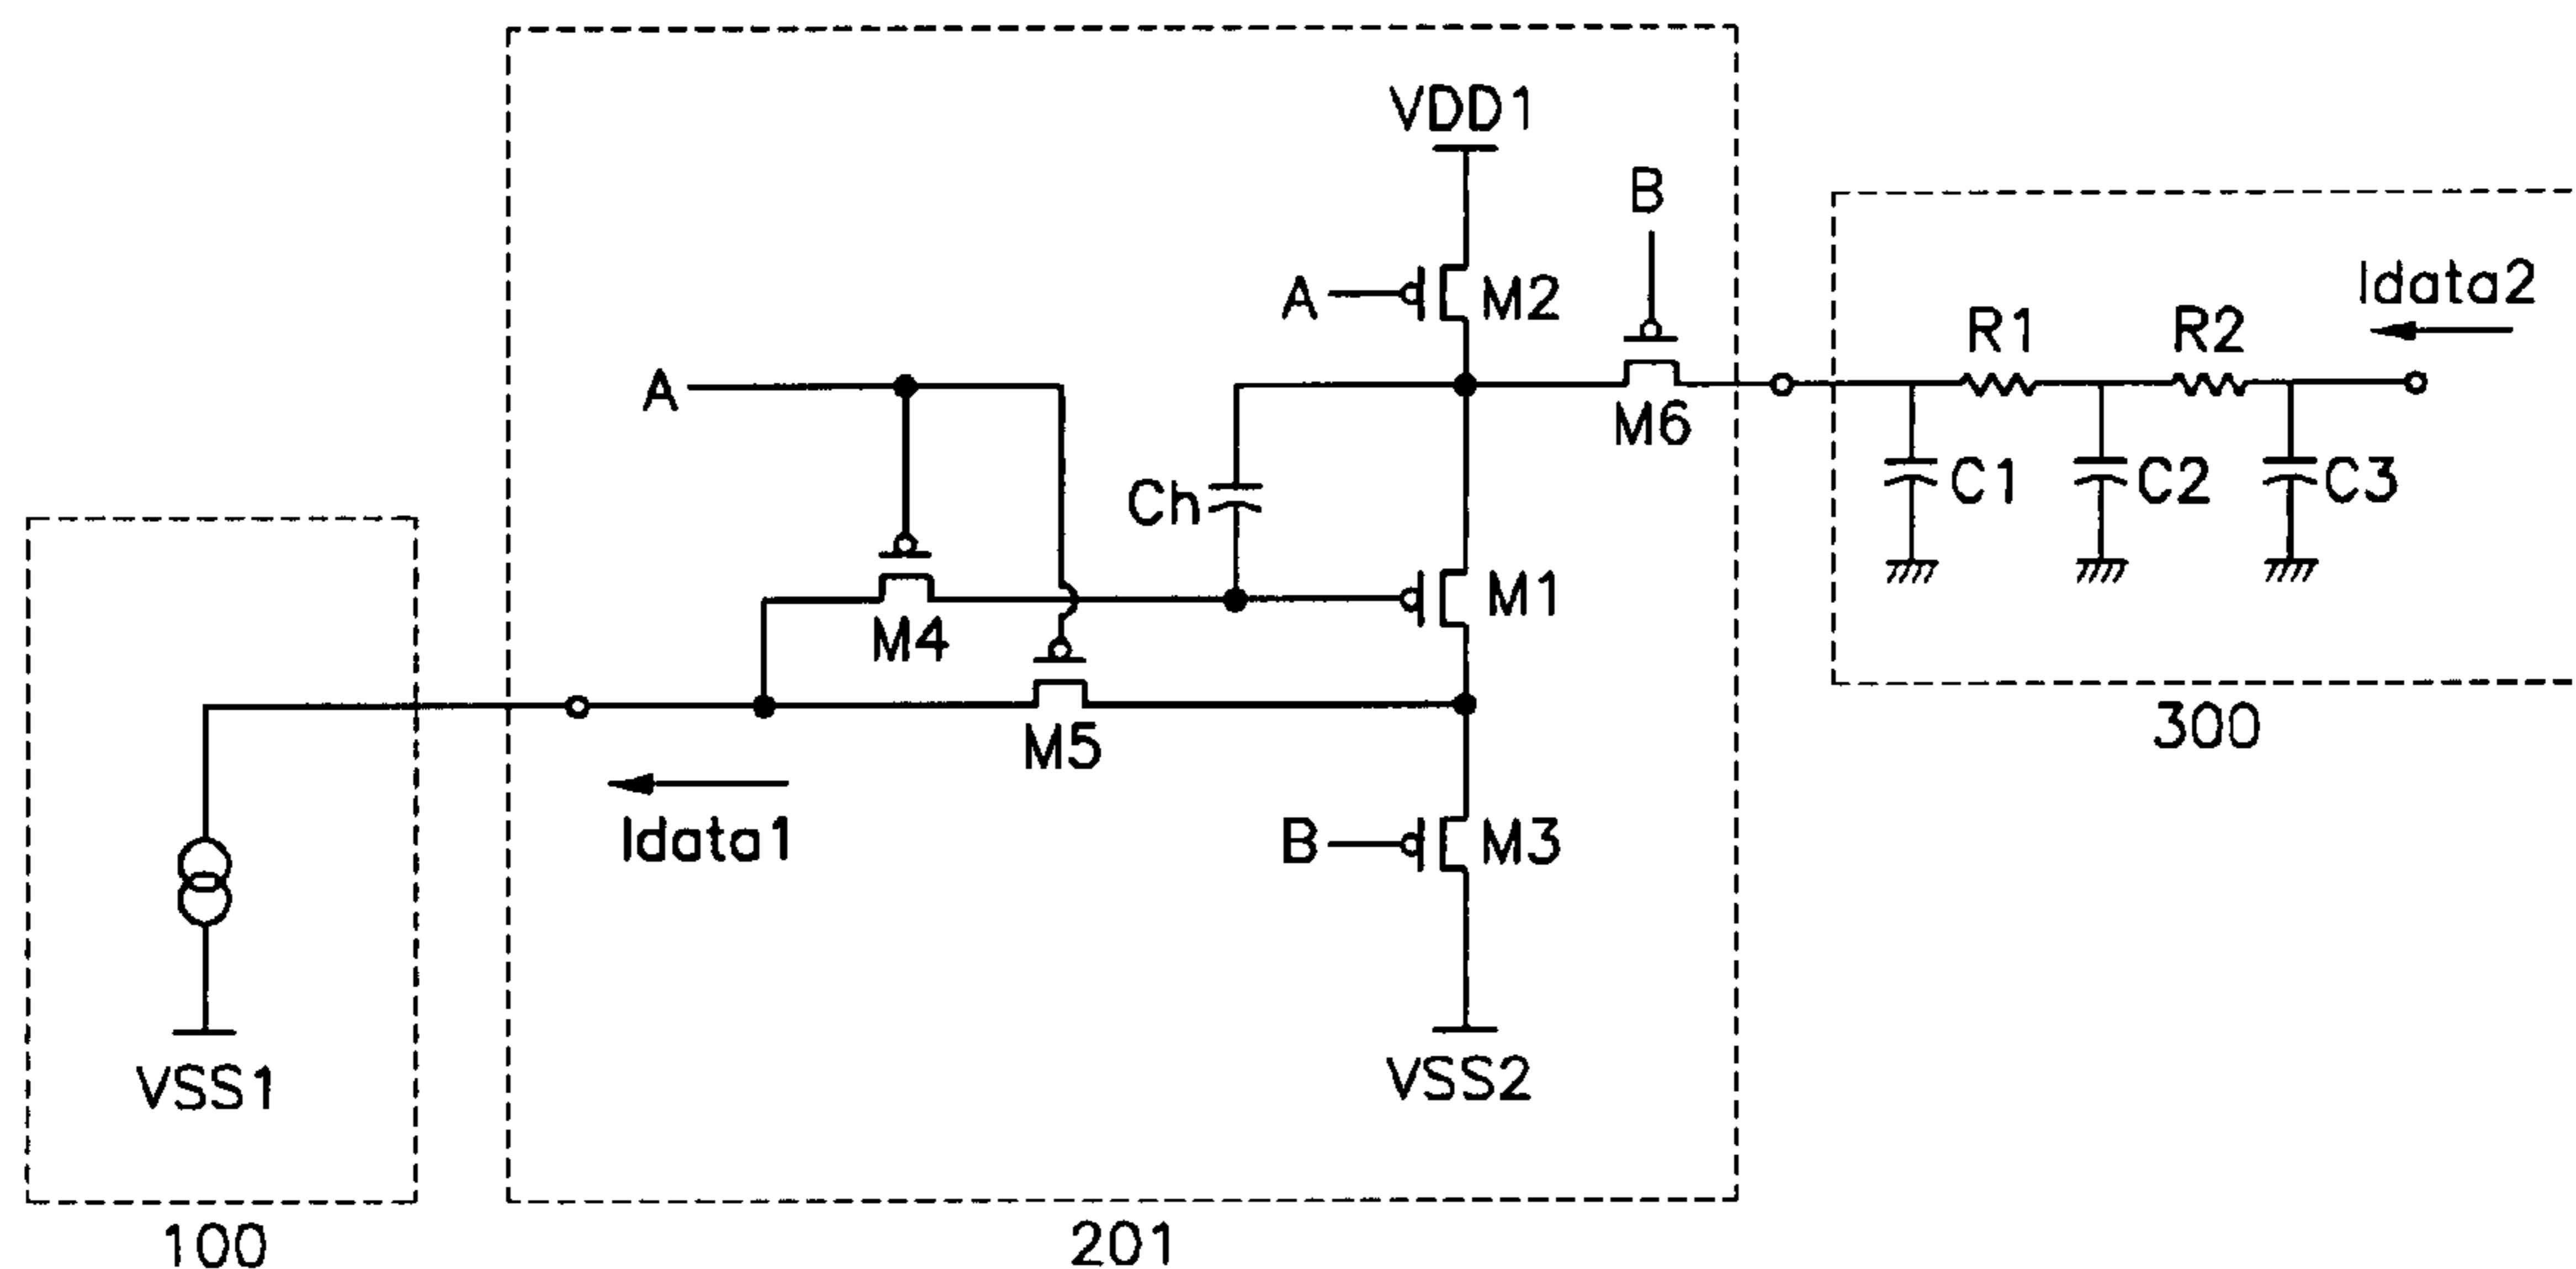 VDD1
B
A
M2
Idata2
R1
R2
A
M6
Ch
C1
C2
C3
M4
M1
M5
300
Idata1
B
M3
VSS1
VSS2
100
201